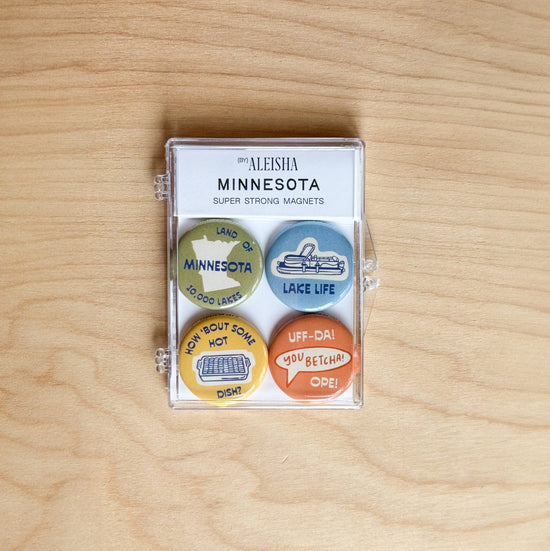 (BY) ALEISHA
MINNESOTA
SUPER STRONG MAGNETS
LAND OF
MINNESOTA
10,000 LAKES
LAKE LIFE
HOW 'BOUT SOME
HOT
DISH?
UFF-DA!
YOU BETCHA!
OPE!